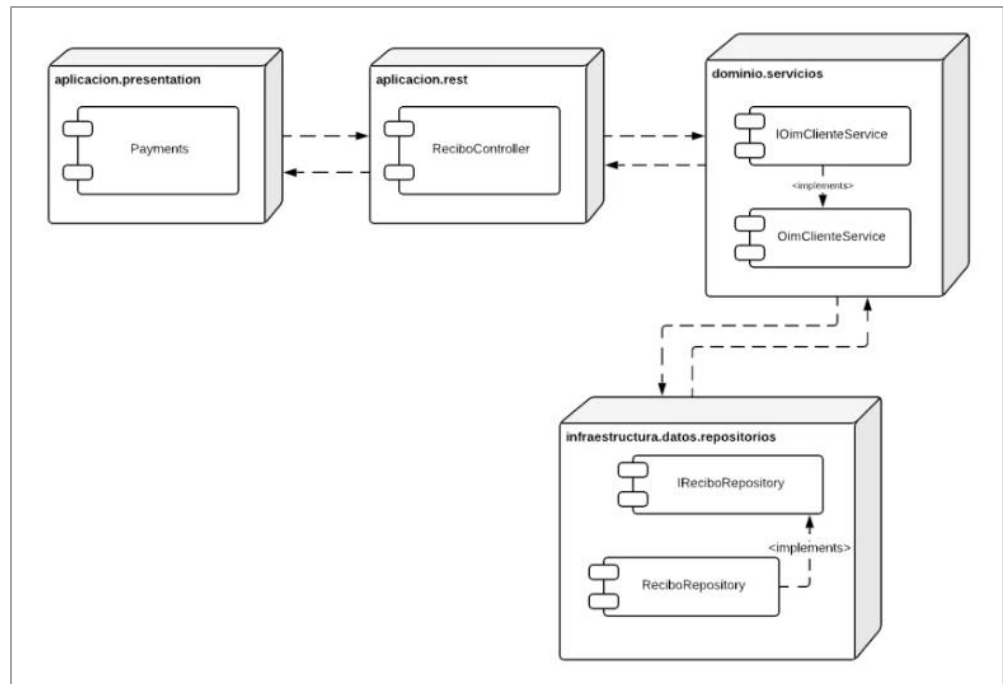 aplicacion.presentation
Payments
aplicacion.rest
ReciboController
dominio.servicios
IOimClienteService
<implements>
OimClienteService
infraestructura.datos.repositorios
IReciboRepository
<implements>
ReciboRepository